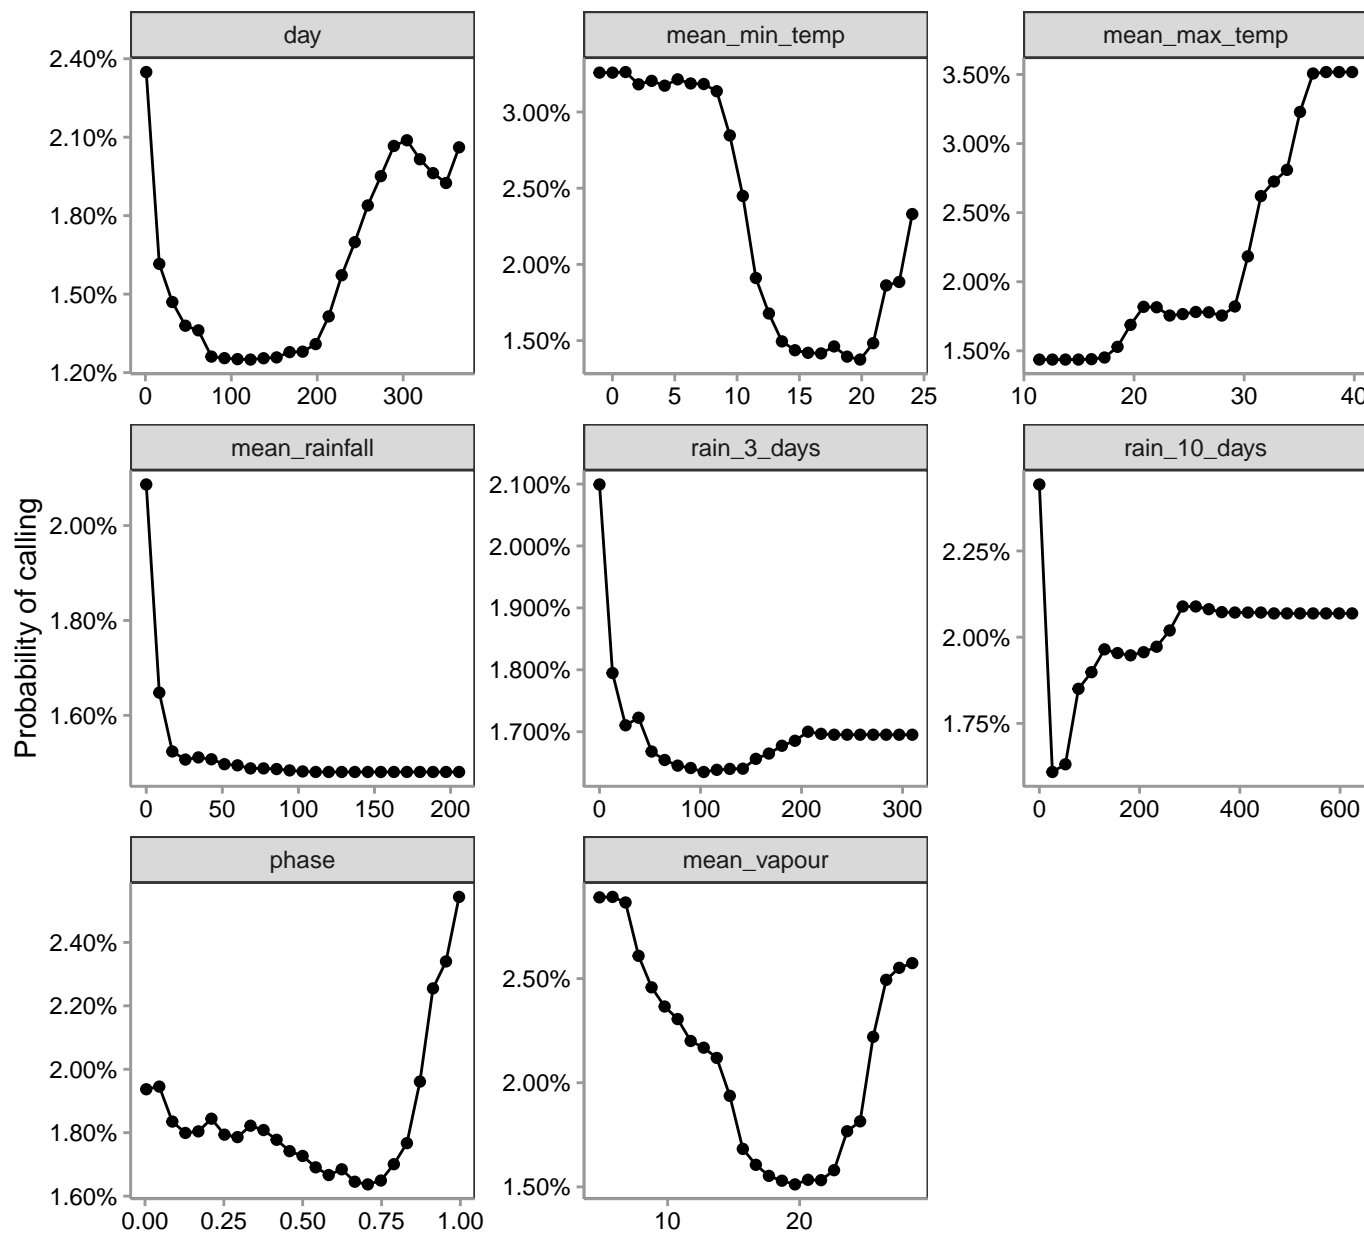 day
mean_min_temp
mean_max_temp
2.40%
2.10%
1.80%
1.50%
1.20%
0 100 200 300
3.00%
2.50%
2.00%
1.50%
0 5 10 15 20 25
3.50%
3.00%
2.50%
2.00%
1.50%
10 20 30 40
Probability of calling
mean_rainfall
rain_3_days
rain_10_days
2.00%
1.80%
1.60%
0 50 100 150 200
2.100%
2.000%
1.900%
1.800%
1.700%
0 100 200 300
2.25%
2.00%
1.75%
0 200 400 600
phase
mean_vapour
2.40%
2.20%
2.00%
1.80%
1.60%
0.00 0.25 0.50 0.75 1.00
2.50%
2.00%
1.50%
10 20